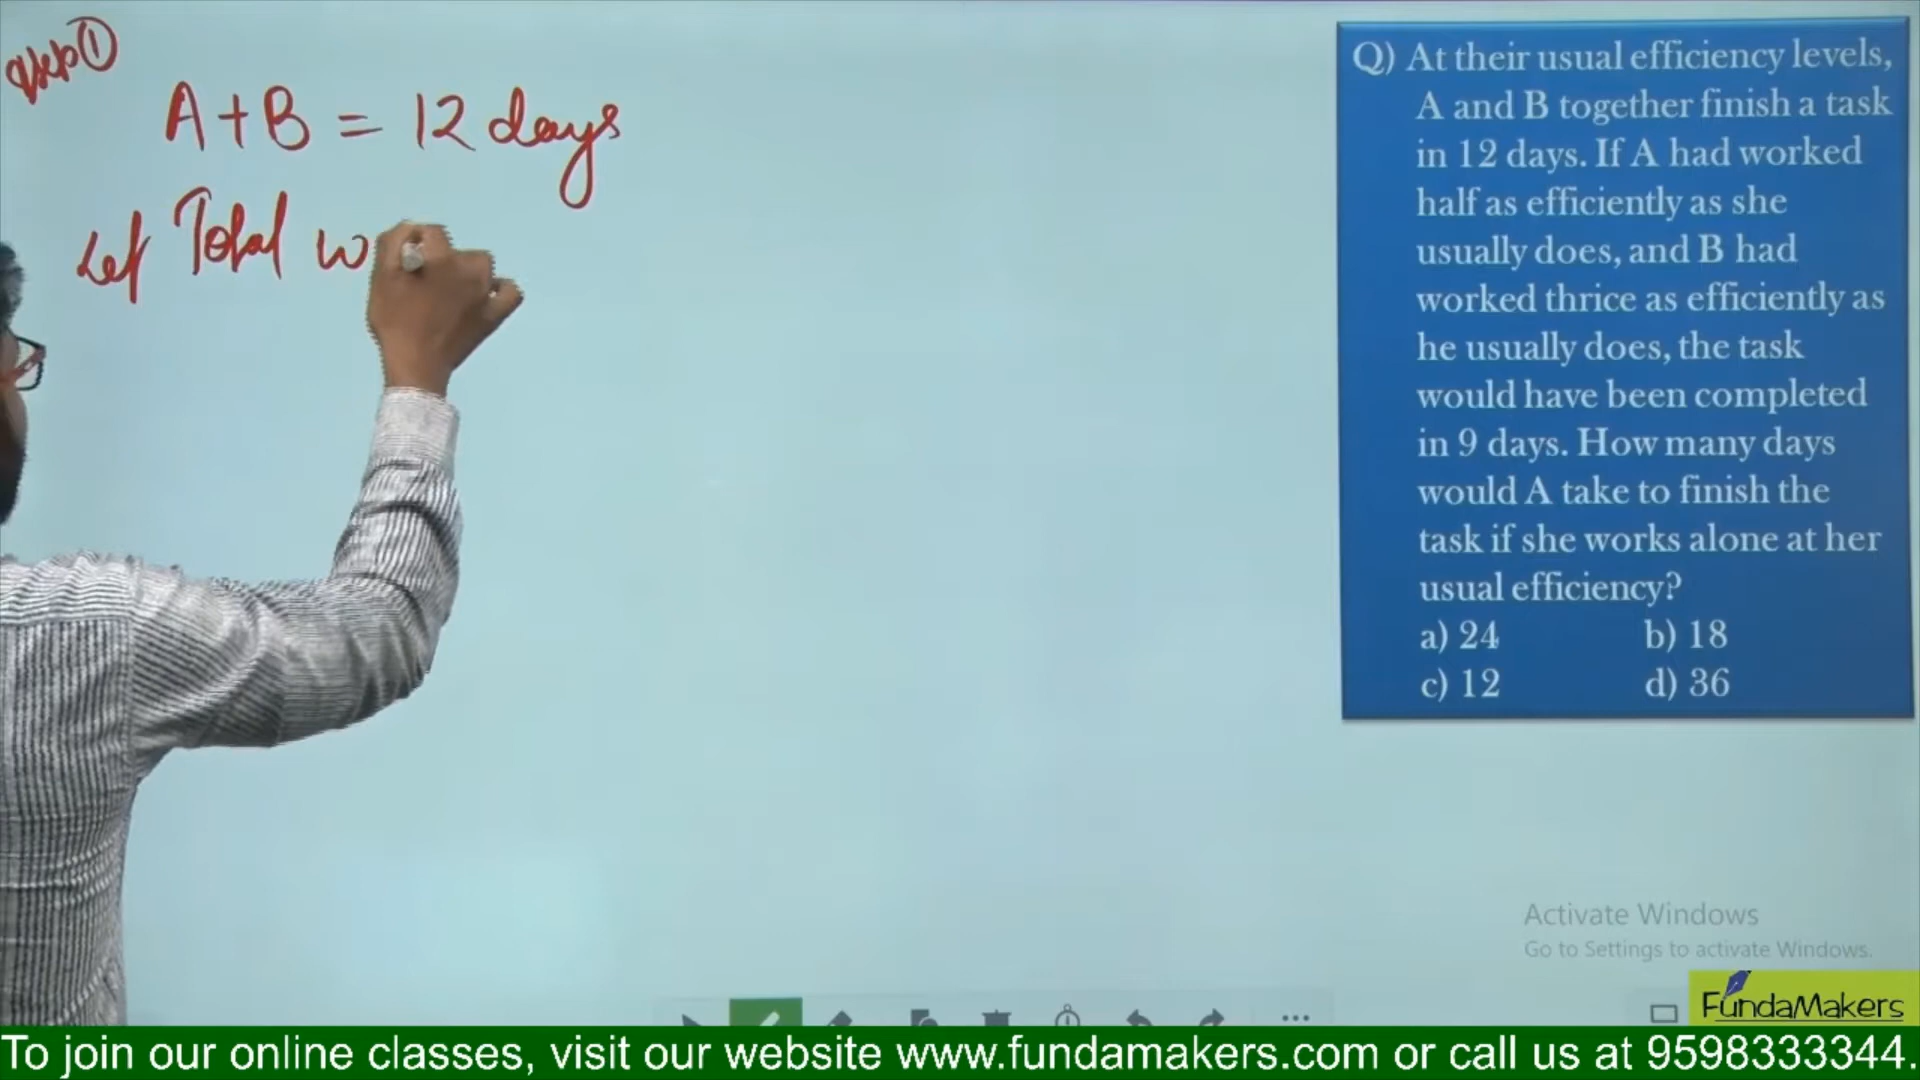 Step ①
A + B = 12 days
Let Total w
Q) At their usual efficiency levels,
A and B together finish a task
in 12 days. If A had worked
half as efficiently as she
usually does, and B had
worked thrice as efficiently as
he usually does, the task
would have been completed
in 9 days. How many days
would A take to finish the
task if she works alone at her
usual efficiency?
a) 24 b) 18
c) 12 d) 36
Activate Windows
Go to Settings to activate Windows.
FundaMakers
To join our online classes, visit our website www.fundamakers.com or call us at 9598333344.